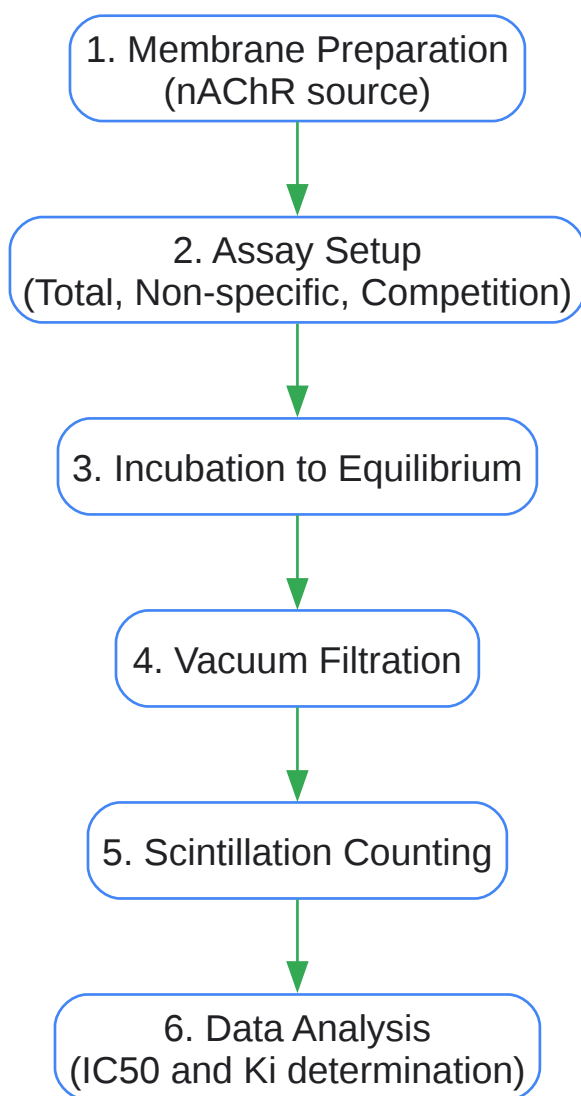 1. Membrane Preparation
(nAChR source)
2. Assay Setup
(Total, Non-specific, Competition)
3. Incubation to Equilibrium
4. Vacuum Filtration
5. Scintillation Counting
6. Data Analysis
(IC50 and Ki determination)